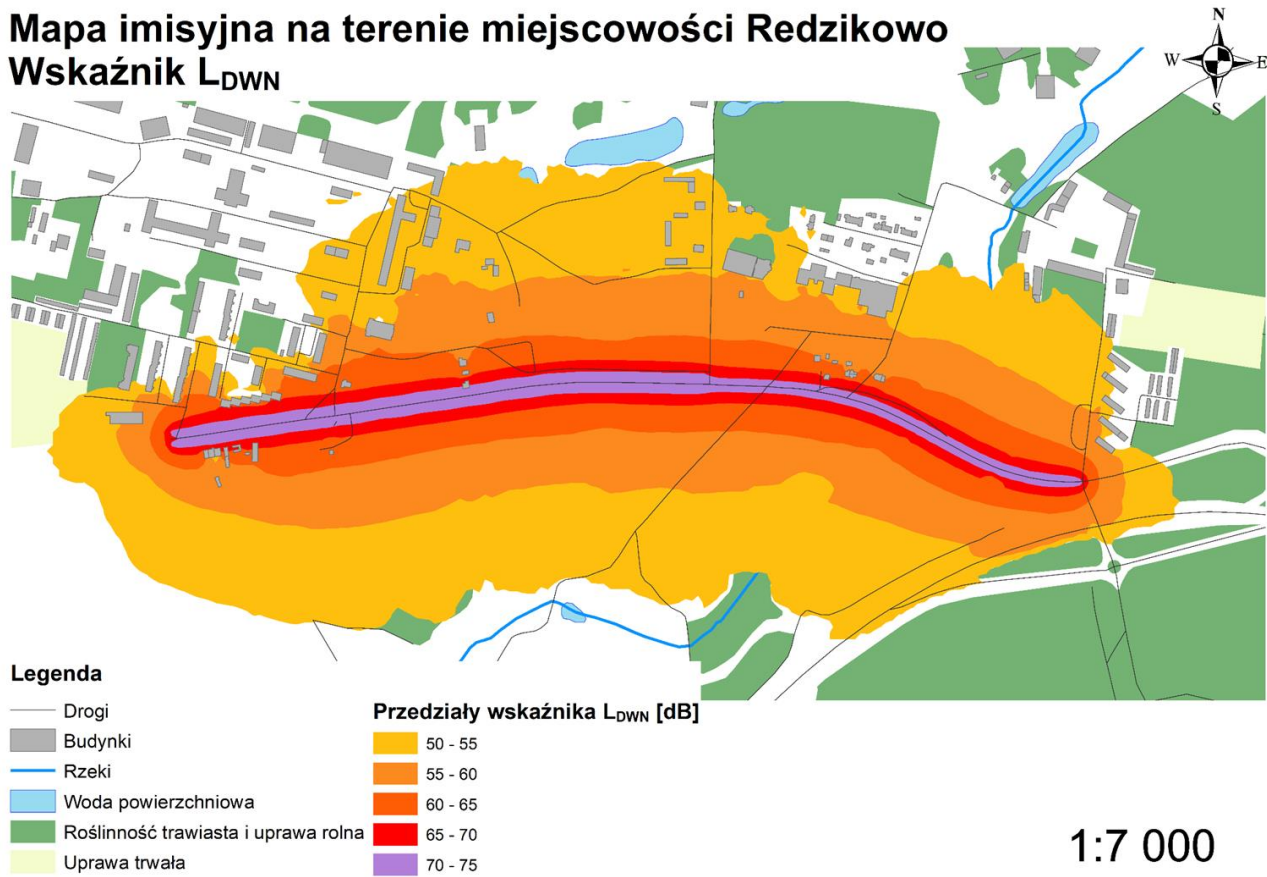 Mapa imisyjna na terenie miejscowości Redzikowo
Wskaźnik LDWN
N
W
E
S
Legenda
Drogi
Budynki
Rzeki
Woda powierzchniowa
Roślinność trawiasta i uprawa rolna
Uprawa trwała
Przedziały wskaźnika LDWN [dB]
50 - 55
55 - 60
60 - 65
65 - 70
70 - 75
1:7 000